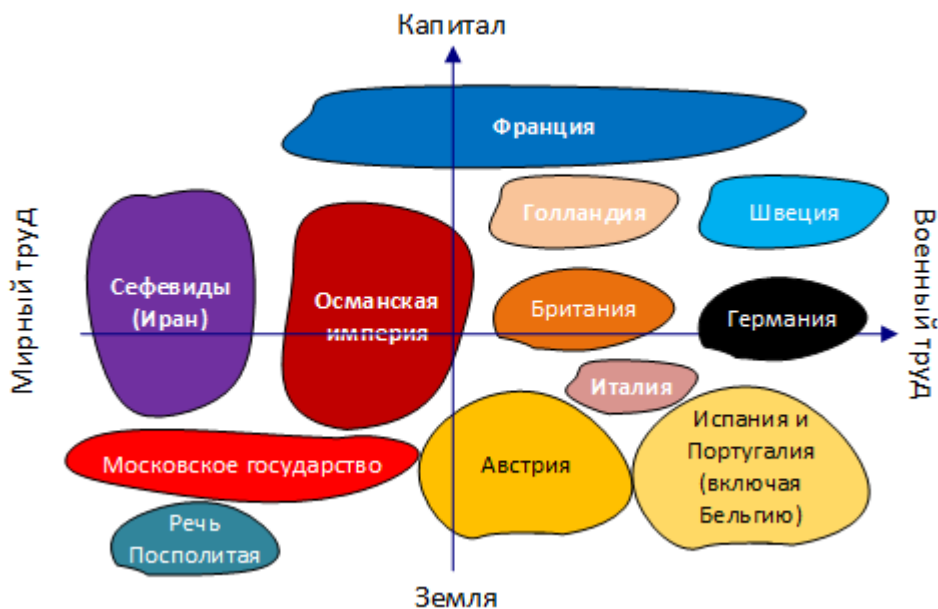 Капитал
Франция
Голландия
Швеция
Мирный труд
Военный труд
Сефевиды
(Иран)
Османская
империя
Британия
Германия
Италия
Московское государство
Австрия
Испания и
Португалия
(включая
Бельгию)
Речь
Посполитая
Земля